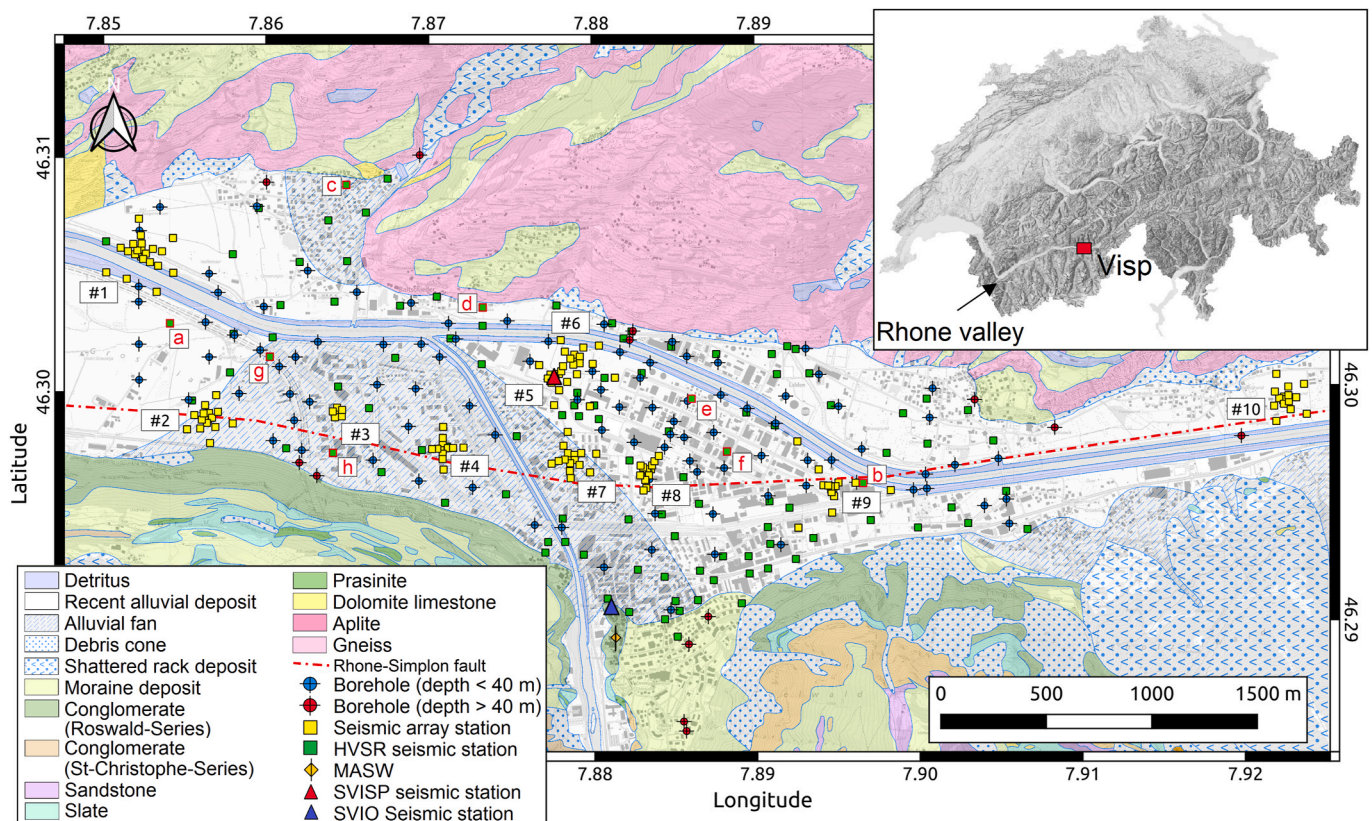 7.85
7.86
7.87
7.88
7.89
N
46.31
46.30
Latitude
Visp
Rhone valley
46.30
46.29
c
d
a
g
e
f
b
h
#1
#2
#3
#4
#5
#6
#7
#8
#9
#10
Detritus
Recent alluvial deposit
Alluvial fan
Debris cone
Shattered rack deposit
Moraine deposit
Conglomerate
(Roswald-Series)
Conglomerate
(St-Christophe-Series)
Sandstone
Slate
Prasinite
Dolomite limestone
Aplite
Gneiss
Rhone-Simplon fault
Borehole (depth < 40 m)
Borehole (depth > 40 m)
Seismic array station
HVSR seismic station
MASW
SVISP seismic station
SVIO Seismic station
0 500 1000 1500 m
7.88
7.89
7.90
7.91
7.92
Longitude